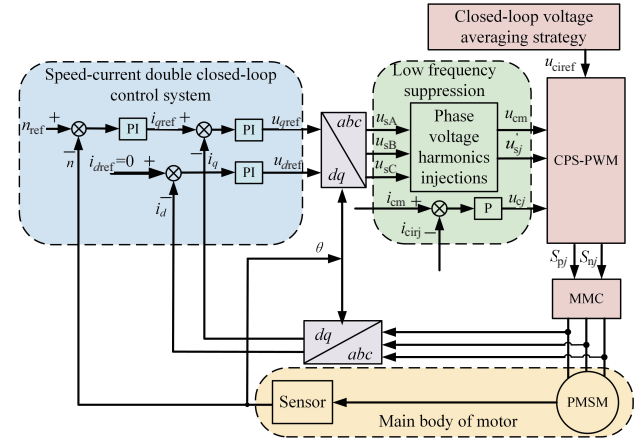 Closed-loop voltage
averaging strategy
u_ciref
Speed-current double closed-loop
control system
Low frequency
suppression
n_ref + i_qref + u_qref
PI PI
− n
i_dref=0 + − i_q
PI u_dref
i_d −
abc
dq
u_sA
u_sB
u_sC
Phase
voltage
harmonics
injections
u_cm
u'_sj
CPS-PWM
i_cm +
P u_cj
i_cirj −
θ
S_pj S_nj
MMC
dq
abc
Sensor
PMSM
Main body of motor